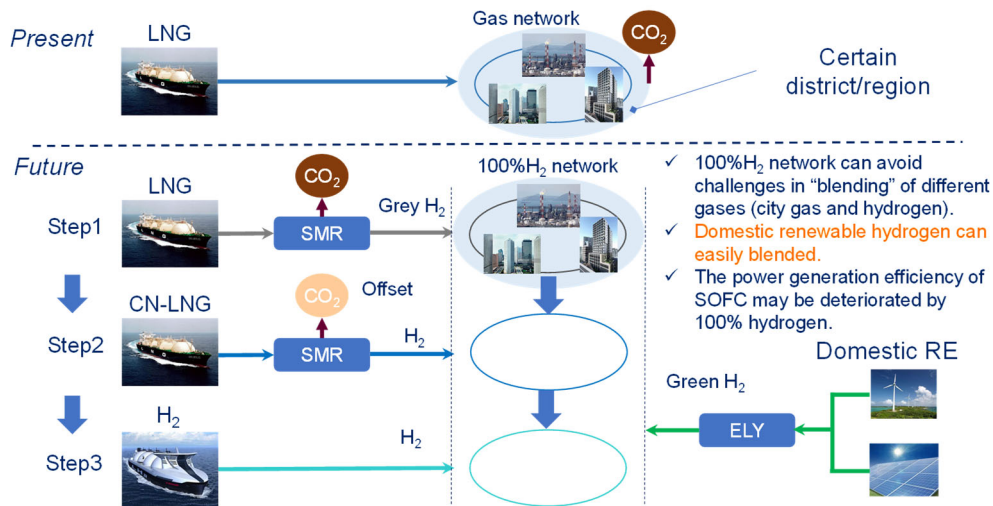 Present
LNG
Gas network
CO₂
Certain
district/region
Future
LNG
CO₂
100%H₂ network
Step1
SMR
Grey H₂
✓ 100%H₂ network can avoid
challenges in “blending” of different
gases (city gas and hydrogen).
✓ Domestic renewable hydrogen can
easily blended.
✓ The power generation efficiency of
SOFC may be deteriorated by
100% hydrogen.
CN-LNG
CO₂
Offset
Step2
SMR
H₂
Domestic RE
Green H₂
ELY
H₂
Step3
H₂